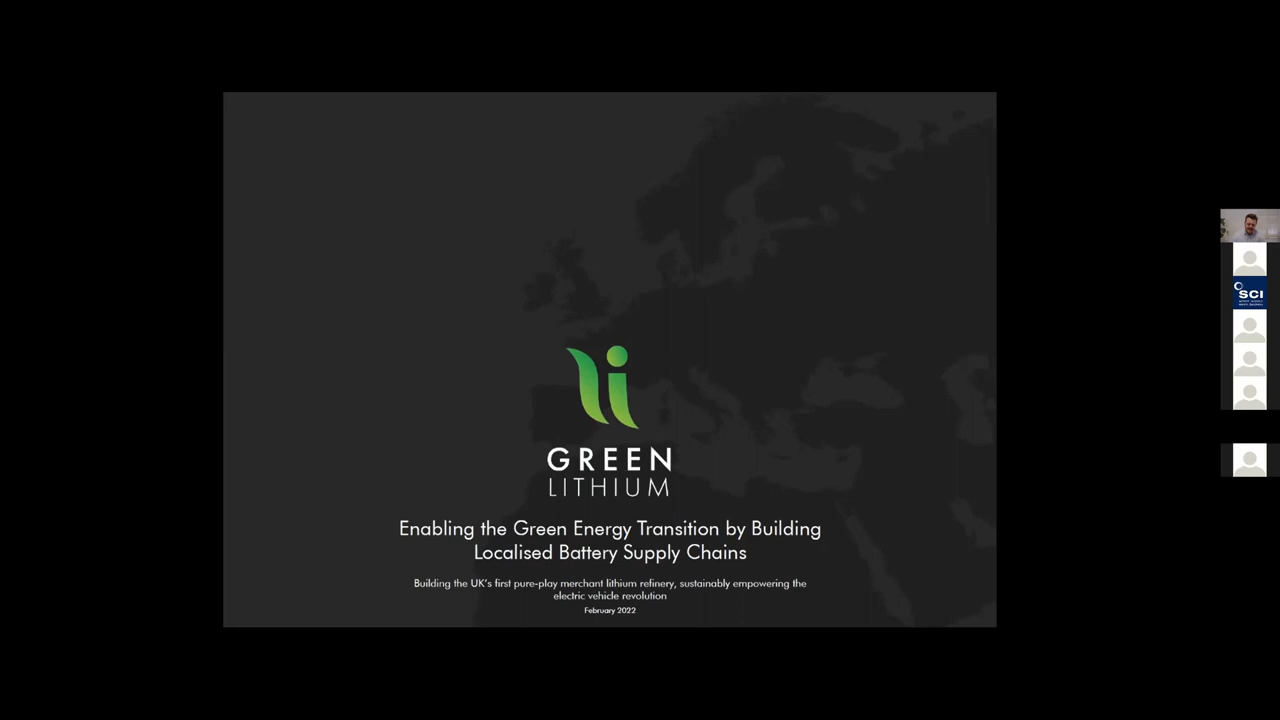 GREEN
LITHIUM
Enabling the Green Energy Transition by Building
Localised Battery Supply Chains
Building the UK's first pure-play merchant lithium refinery, sustainably empowering the
electric vehicle revolution
February 2022
SCI